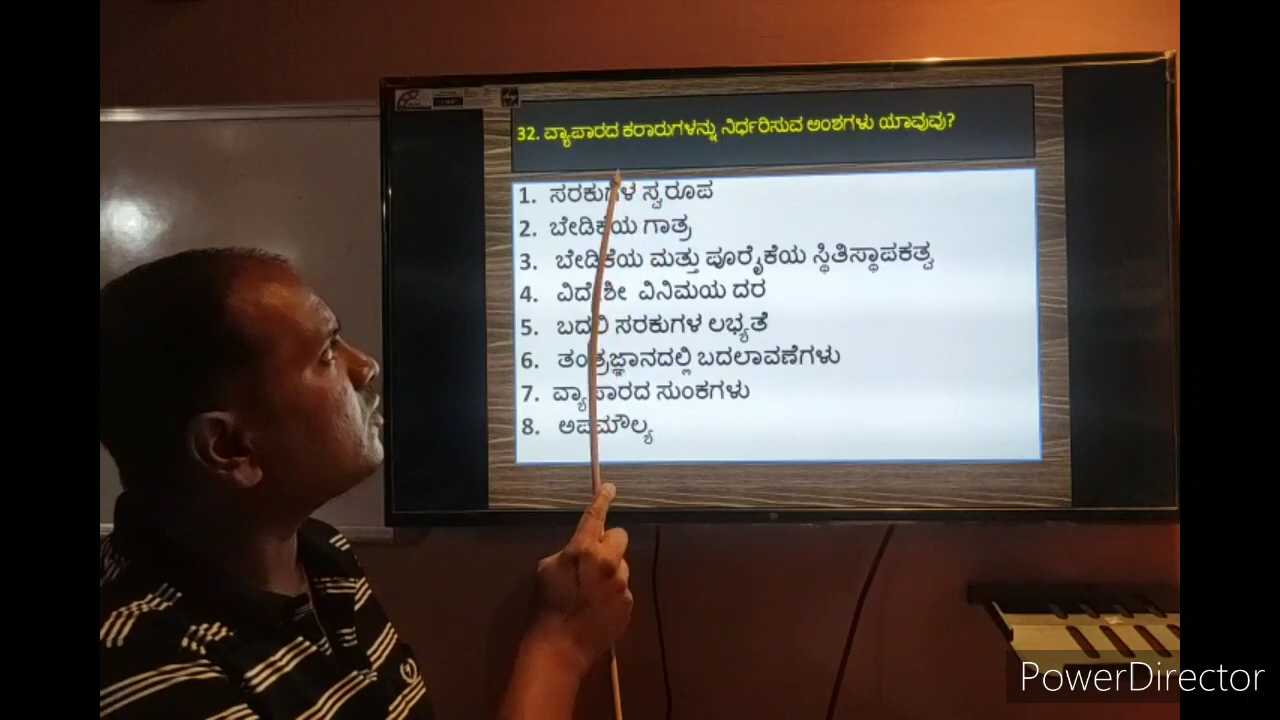 32. ವ್ಯಾಪಾರದ ಕರಾರುಗಳನ್ನು ನಿರ್ಧರಿಸುವ ಅಂಶಗಳು ಯಾವುವು?
1. ಸರಕುಗಳ ಸ್ವರೂಪ
2. ಬೇಡಿಕೆಯ ಗಾತ್ರ
3. ಬೇಡಿಕೆಯ ಮತ್ತು ಪೂರೈಕೆಯ ಸ್ಥಿತಿಸ್ಥಾಪಕತ್ವ
4. ವಿದೇಶೀ ವಿನಿಮಯ ದರ
5. ಬದಲಿ ಸರಕುಗಳ ಲಭ್ಯತೆ
6. ತಂತ್ರಜ್ಞಾನದಲ್ಲಿ ಬದಲಾವಣೆಗಳು
7. ವ್ಯಾಪಾರದ ಸುಂಕಗಳು
8. ಅಪಮೌಲ್ಯ
PowerDirector